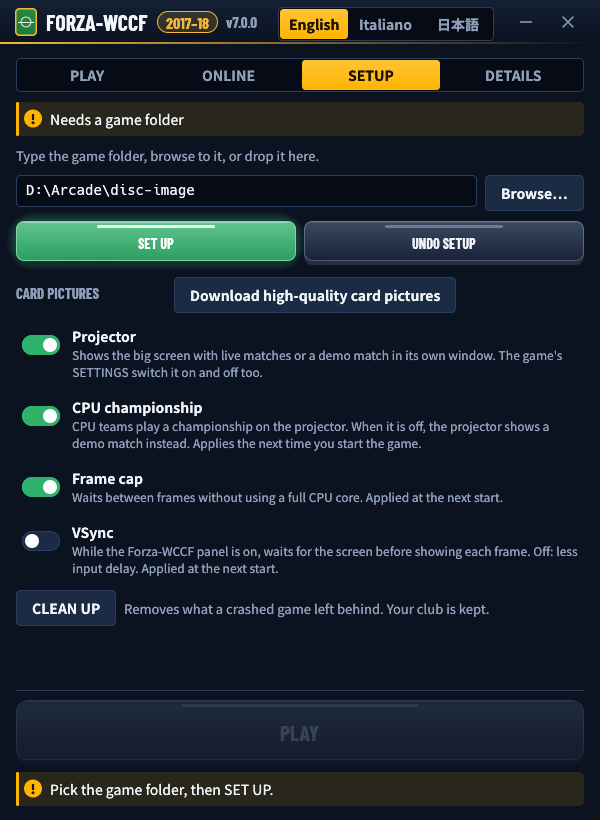 FORZA-WCCF 2017-18 v7.0.0 English Italiano 日本語
PLAY ONLINE SETUP DETAILS
Needs a game folder
Type the game folder, browse to it, or drop it here.
D:\Arcade\disc-image Browse...
SET UP UNDO SETUP
CARD PICTURES Download high-quality card pictures
Projector
Shows the big screen with live matches or a demo match in its own window. The game's
SETTINGS switch it on and off too.
CPU championship
CPU teams play a championship on the projector. When it is off, the projector shows a
demo match instead. Applies the next time you start the game.
Frame cap
Waits between frames without using a full CPU core. Applied at the next start.
VSync
While the Forza-WCCF panel is on, waits for the screen before showing each frame. Off: less
input delay. Applied at the next start.
CLEAN UP Removes what a crashed game left behind. Your club is kept.
PLAY
Pick the game folder, then SET UP.